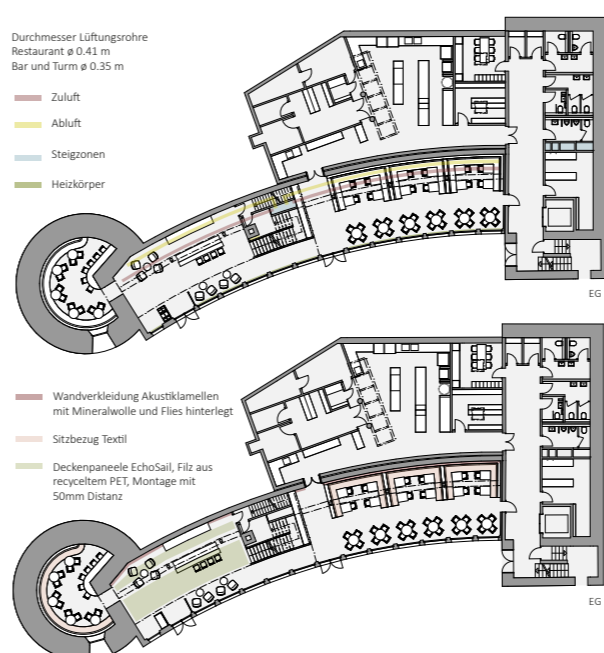 Durchmesser Lüftungsrohre
Restaurant ø 0.41 m
Bar und Turm ø 0.35 m
Zuluft
Abluft
Steigzonen
Heizkörper
EG
Wandverkleidung Akustiklamellen
mit Mineralwolle und Flies hinterlegt
Sitzbezug Textil
Deckenpaneele EchoSail, Filz aus
recyceltem PET, Montage mit
50mm Distanz
EG